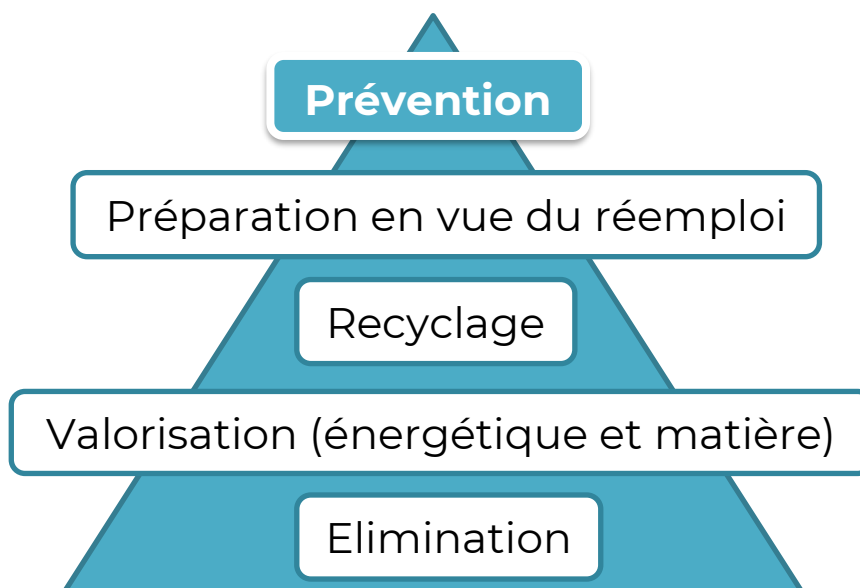 Prévention
Préparation en vue du réemploi
Recyclage
Valorisation (énergétique et matière)
Elimination